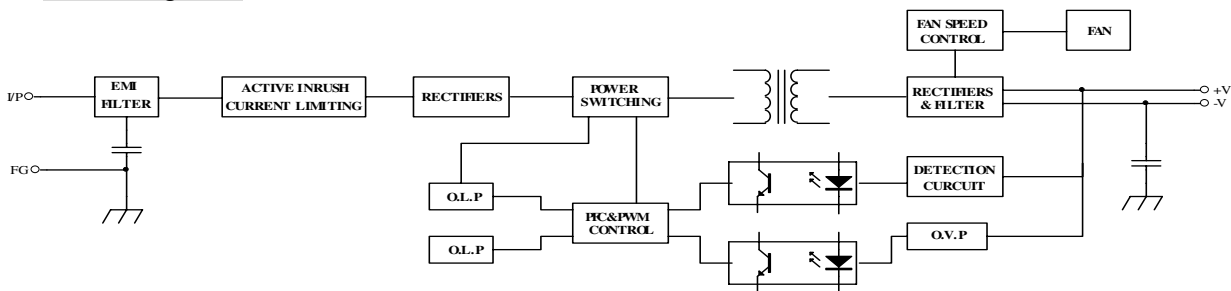 FAN SPEED
CONTROL
FAN
I/P
EMI
FILTER
ACTIVE INRUSH
CURRENT LIMITING
RECTIFIERS
POWER
SWITCHING
RECTIFIERS
& FILTER
+V
-V
FG
O.L.P
PFC&PWM
CONTROL
DETECTION
CURCUIT
O.L.P
O.V.P